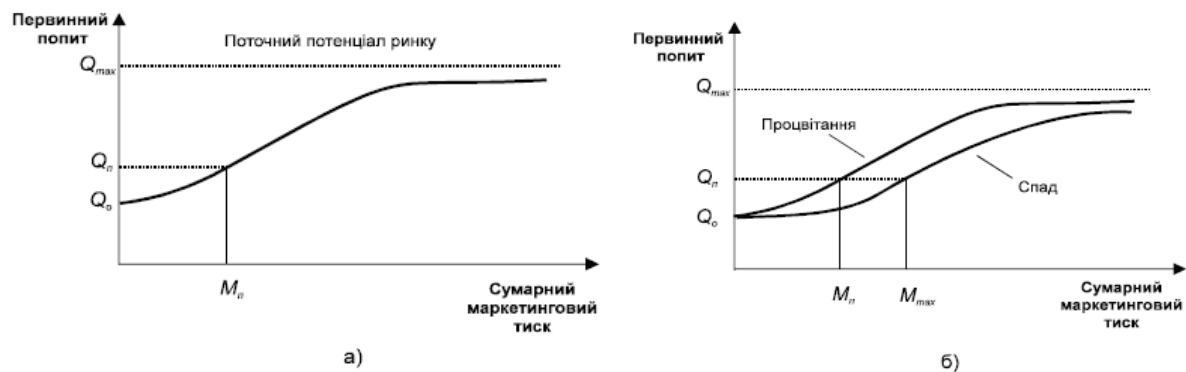 Первинний
попит
Поточний потенціал ринку
Qmax
Qп
Qо
Mп
Сумарний
маркетинговий
тиск
а)
Первинний
попит
Qmax
Процвітання
Qп
Спад
Qо
Mп
Mmax
Сумарний
маркетинговий
тиск
б)